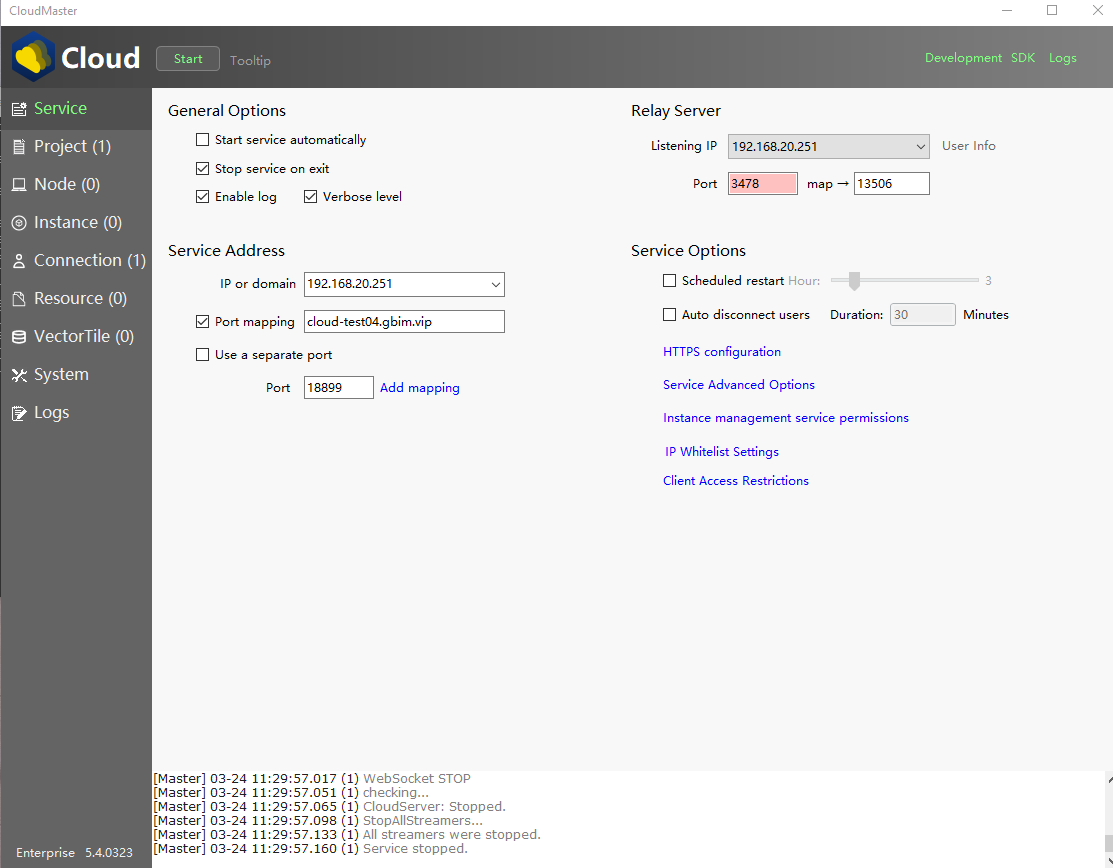 CloudMaster
Cloud Start Tooltip Development SDK Logs
Service
Project (1)
Node (0)
Instance (0)
Connection (1)
Resource (0)
VectorTile (0)
System
Logs
Enterprise 5.4.0323
General Options
Start service automatically
Stop service on exit
Enable log Verbose level
Service Address
IP or domain 192.168.20.251
Port mapping cloud-test04.gbim.vip
Use a separate port
Port 18899 Add mapping
Relay Server
Listening IP 192.168.20.251 User Info
Port 3478 map → 13506
Service Options
Scheduled restart Hour: 3
Auto disconnect users Duration: 30 Minutes
HTTPS configuration
Service Advanced Options
Instance management service permissions
IP Whitelist Settings
Client Access Restrictions
[Master] 03-24 11:29:57.017 (1) WebSocket STOP
[Master] 03-24 11:29:57.051 (1) checking...
[Master] 03-24 11:29:57.065 (1) CloudServer: Stopped.
[Master] 03-24 11:29:57.098 (1) StopAllStreamers...
[Master] 03-24 11:29:57.133 (1) All streamers were stopped.
[Master] 03-24 11:29:57.160 (1) Service stopped.